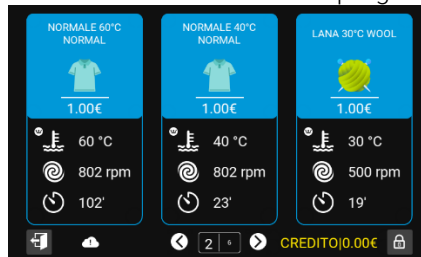 NORMALE 60°C
NORMAL
1.00€
60 °C
802 rpm
102'
NORMALE 40°C
NORMAL
1.00€
40 °C
802 rpm
23'
LANA 30°C WOOL
1.00€
30 °C
500 rpm
19'
2 6
CREDITO|0.00€